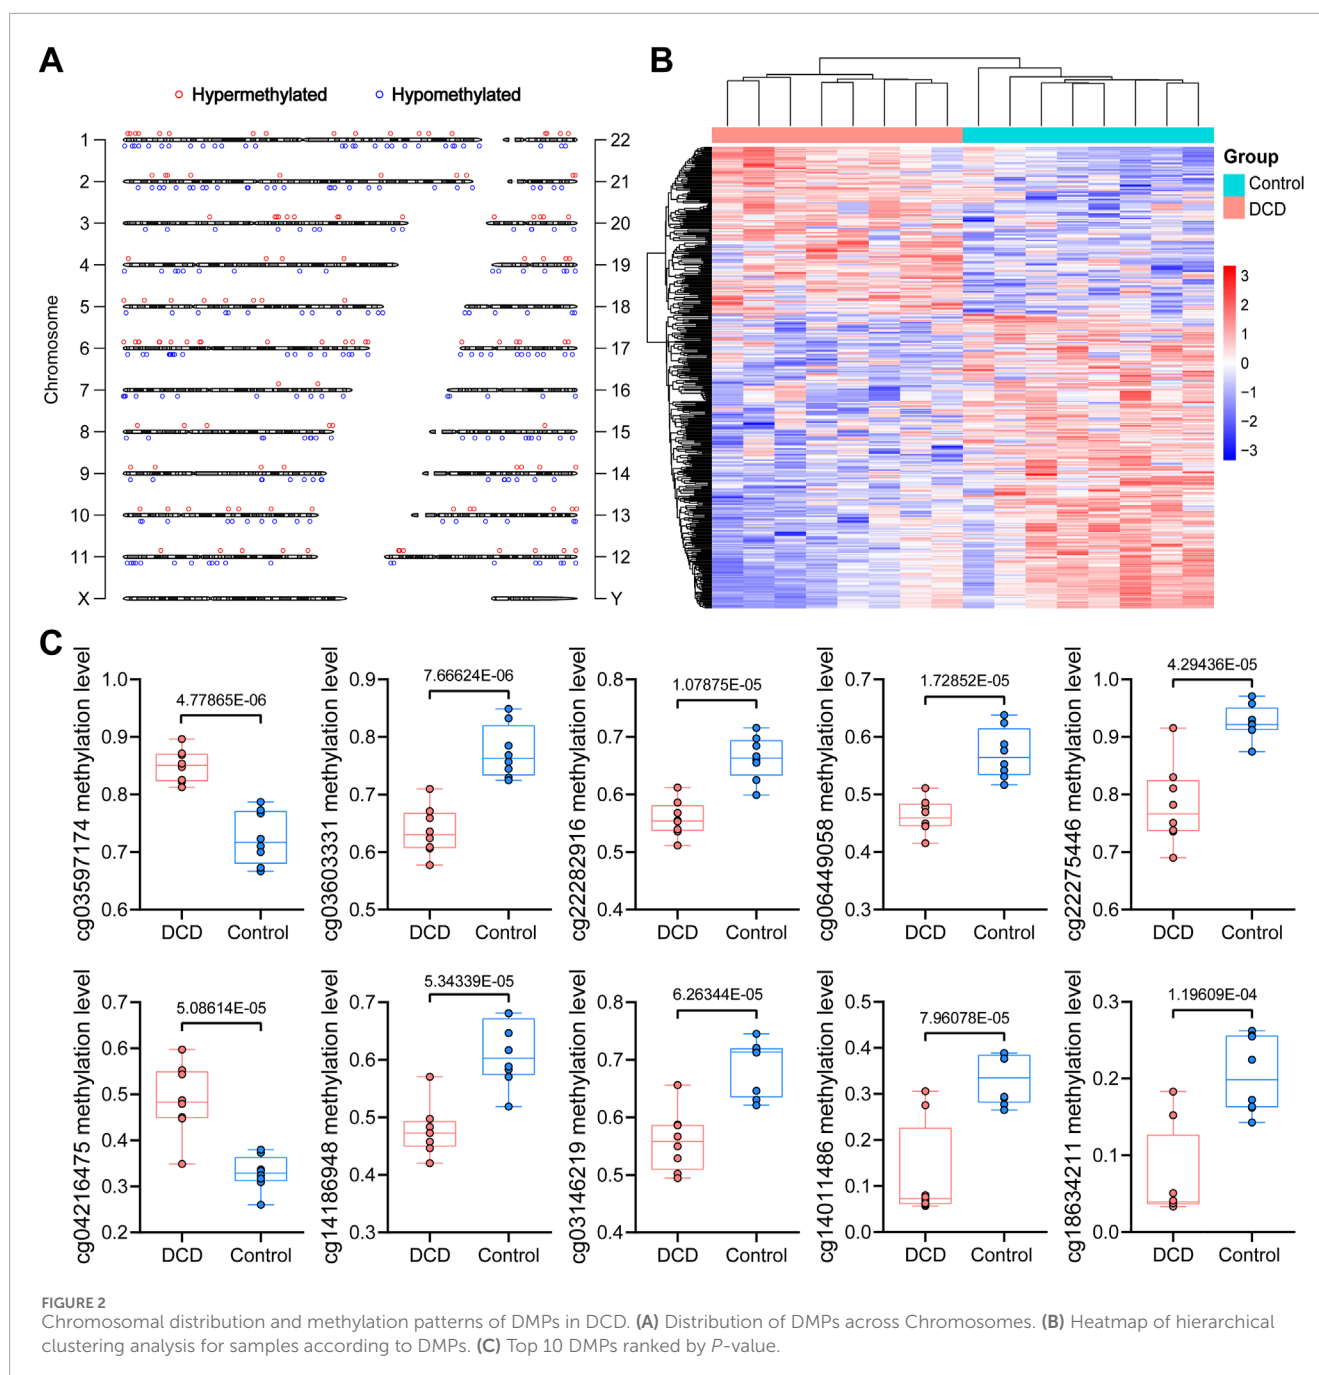 A
Hypermethylated
Hypomethylated
Chromosome
1
2
3
4
5
6
7
8
9
10
11
X
22
21
20
19
18
17
16
15
14
13
12
Y
B
Group
Control
DCD
3
2
1
0
−1
−2
−3
C
cg03597174 methylation level
1.0
0.9
0.8
0.7
0.6
4.77865E-06
DCD
Control
cg03603331 methylation level
0.9
0.8
0.7
0.6
0.5
7.66624E-06
DCD
Control
cg22282916 methylation level
0.8
0.7
0.6
0.5
0.4
1.07875E-05
DCD
Control
cg06449058 methylation level
0.7
0.6
0.5
0.4
0.3
1.72852E-05
DCD
Control
cg22275446 methylation level
1.0
0.9
0.8
0.7
0.6
4.29436E-05
DCD
Control
cg04216475 methylation level
0.7
0.6
0.5
0.4
0.3
0.2
5.08614E-05
DCD
Control
cg14186948 methylation level
0.7
0.6
0.5
0.4
0.3
5.34339E-05
DCD
Control
cg03146219 methylation level
0.8
0.7
0.6
0.5
0.4
6.26344E-05
DCD
Control
cg14011486 methylation level
0.5
0.4
0.3
0.2
0.1
0.0
7.96078E-05
DCD
Control
cg18634211 methylation level
0.3
0.2
0.1
0.0
1.19609E-04
DCD
Control
FIGURE 2
Chromosomal distribution and methylation patterns of DMPs in DCD. (A) Distribution of DMPs across Chromosomes. (B) Heatmap of hierarchical
clustering analysis for samples according to DMPs. (C) Top 10 DMPs ranked by P-value.